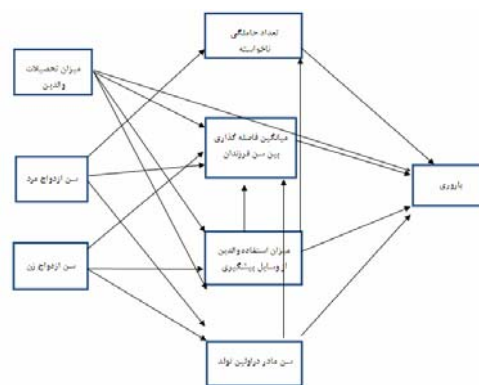 تعداد حاملگی
ناخواسته
میزان تحصیلات
والدین
میانگین فاصله گذاری
بین سن فرزندان
سن ازدواج مرد
باروری
میزان استفاده والدین
از وسایل پیشگیری
سن ازدواج زن
سن مادر در اولین تولد